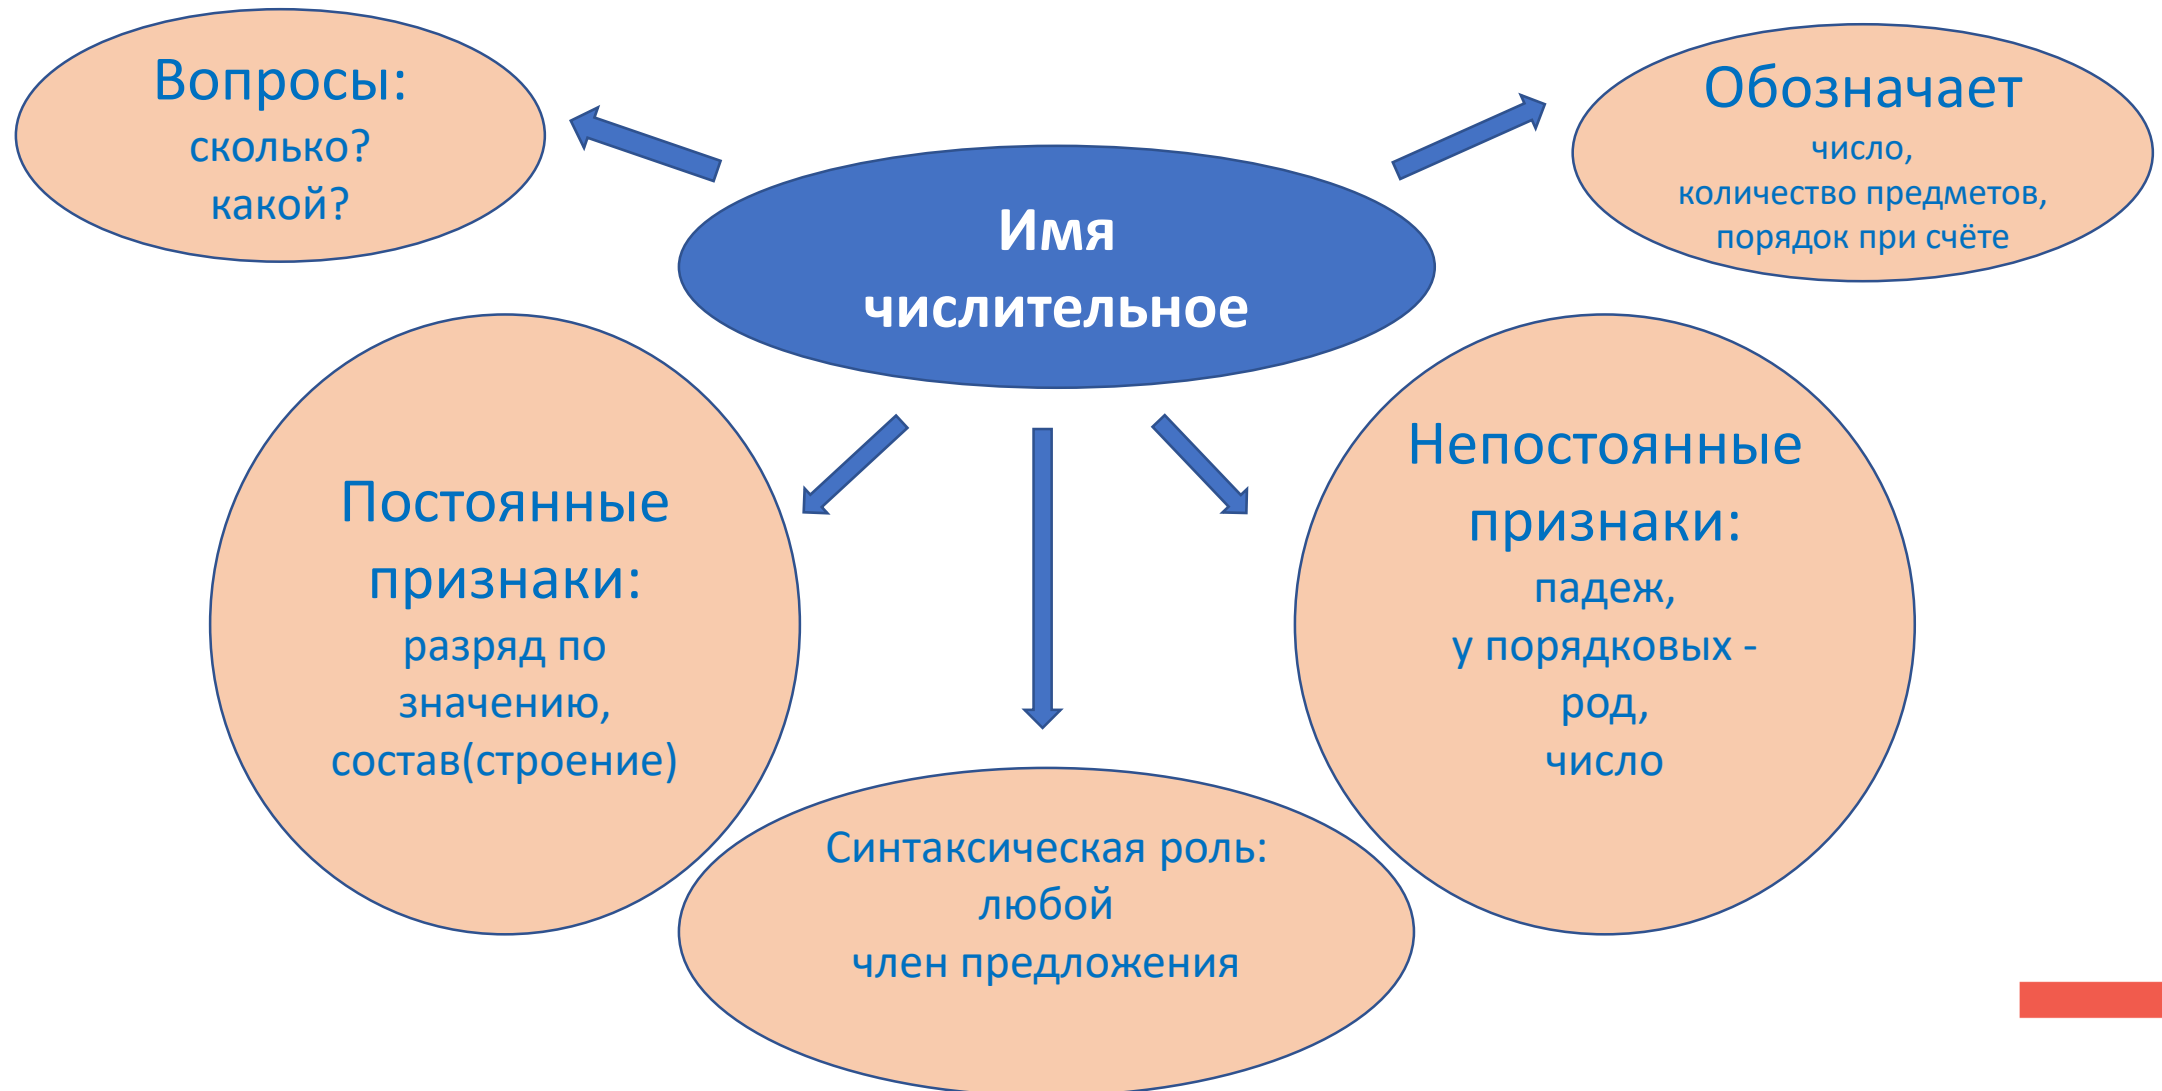 Вопросы:
сколько?
какой?
Обозначает
число,
количество предметов,
порядок при счёте
Имя
числительное
Постоянные
признаки:
разряд по
значению,
состав(строение)
Непостоянные
признаки:
падеж,
у порядковых -
род,
число
Синтаксическая роль:
любой
член предложения